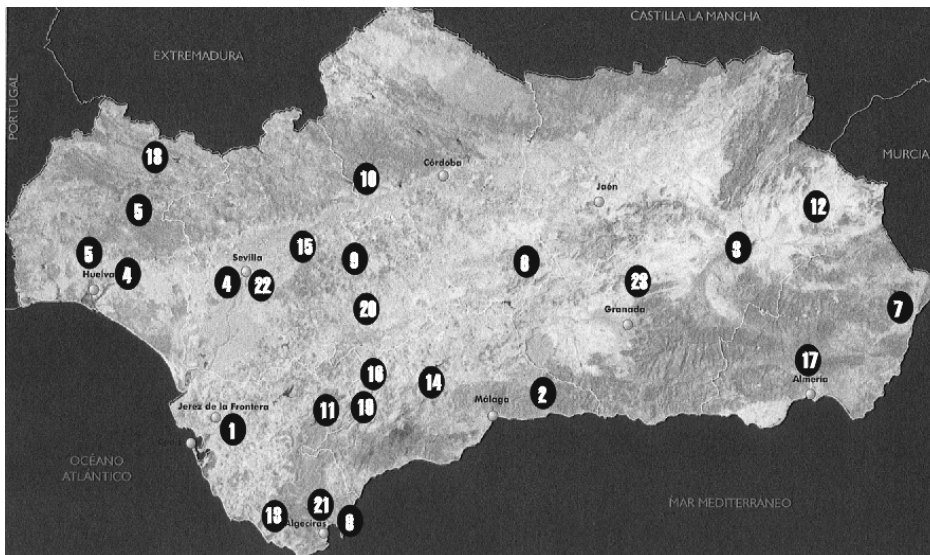 CASTILLA LA MANCHA
EXTREMADURA
PORTUGAL
MURCIA
18
10
Córdoba
Jaón
5
12
5
15
9
8
3
Sevilla
4
4
22
23
Huelva
20
7
Granada
16
14
17
2
Almería
11
19
Málaga
Jerez de la Frontera
1
OCÉANO
ATLÁNTICO
21
13
Algeciras
MAR MEDITERRANEO